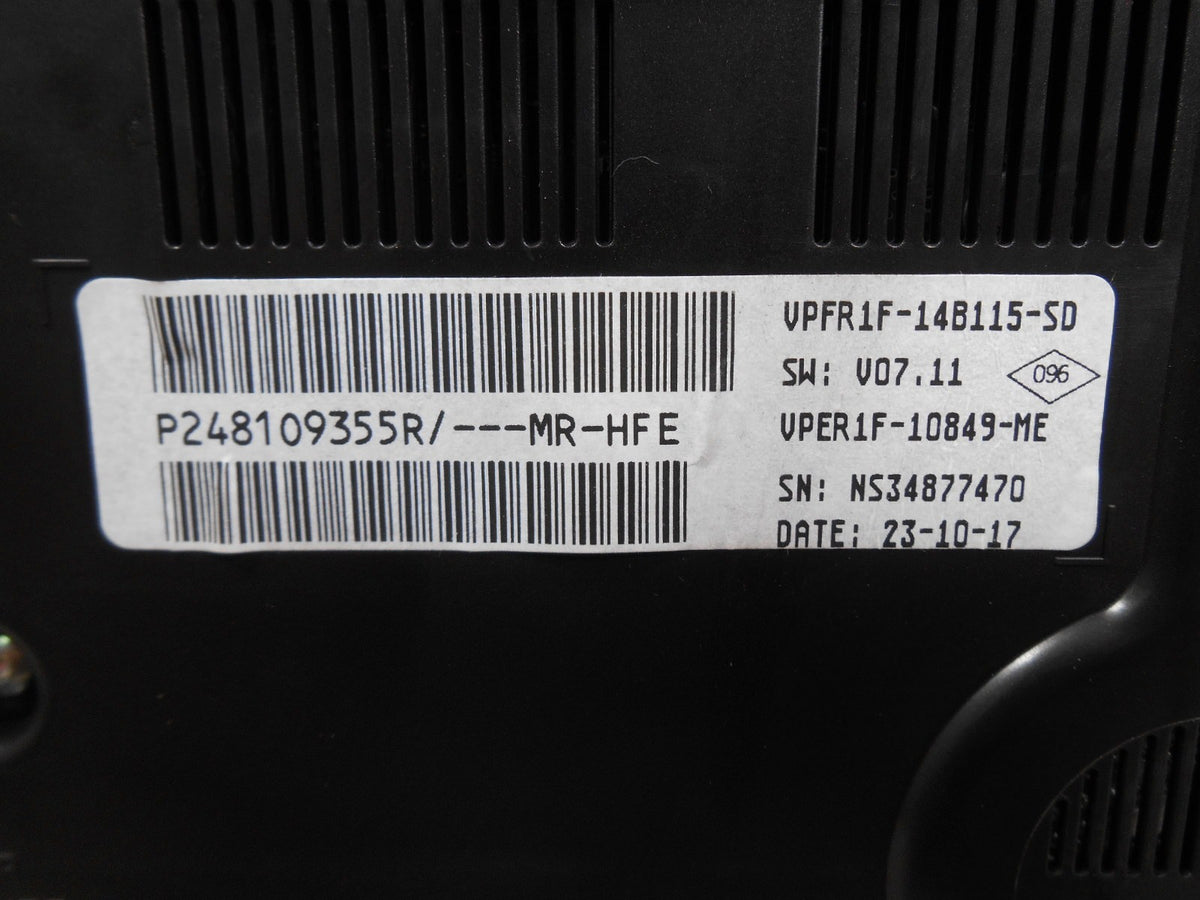 P248109355R/---MR-HFE
VPFR1F-14B115-SD
SW: V07.11
096
VPER1F-10849-ME
SN: NS34877470
DATE: 23-10-17